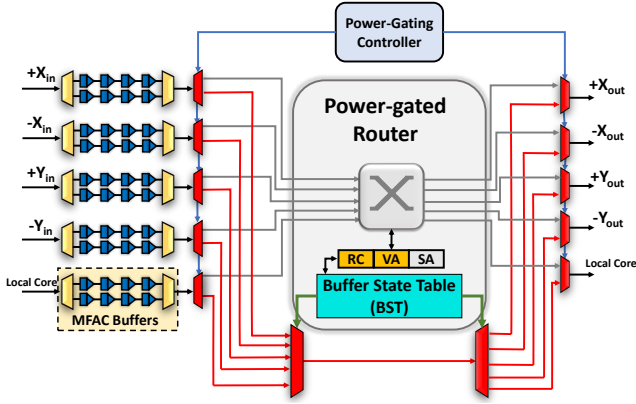 Power-Gating
Controller
+Xin
-Xin
+Yin
-Yin
Local Core
MFAC Buffers
Power-gated
Router
RC VA SA
Buffer State Table
(BST)
+Xout
-Xout
+Yout
-Yout
Local Core